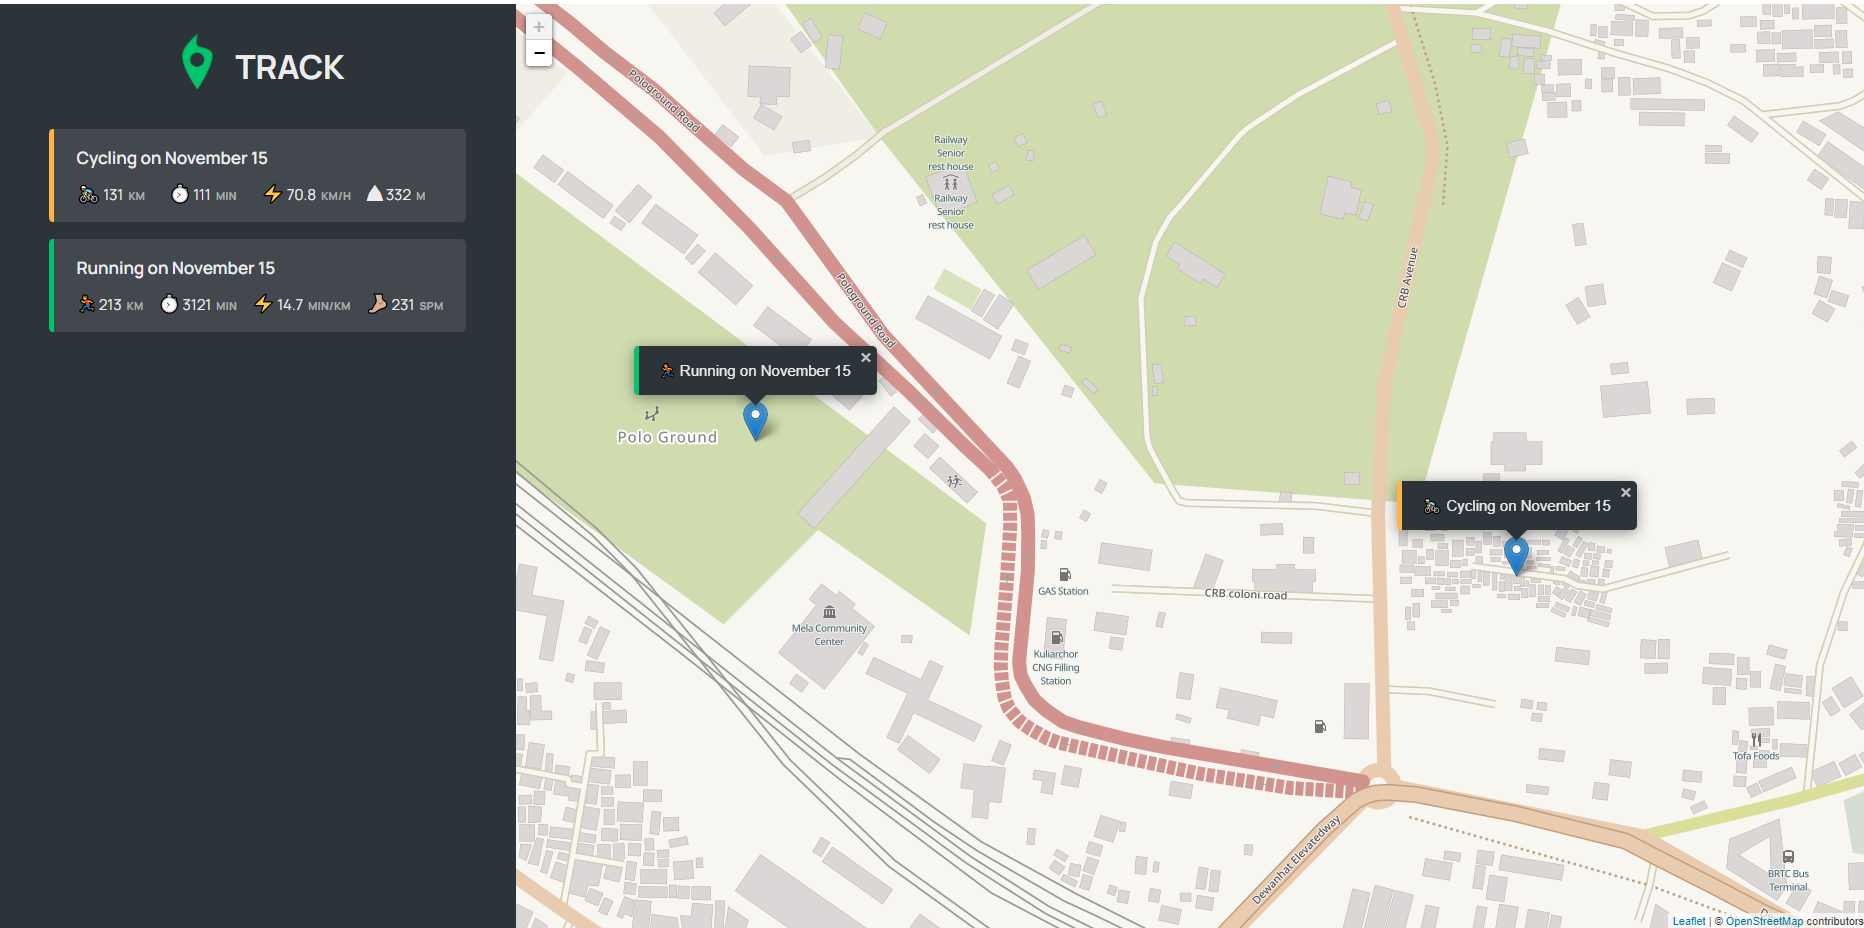 TRACK
Cycling on November 15
131 KM 111 MIN 70.8 KM/H 332 M
Running on November 15
213 KM 3121 MIN 14.7 MIN/KM 231 SPM
+
−
Pologround Road
Railway
Senior
rest house
Railway
Senior
rest house
Pologround Road
CRB Avenue
Running on November 15 ×
Polo Ground
Cycling on November 15 ×
GAS Station
CRB coloni road
Mela Community
Center
Kuliarchor
CNG Filling
Station
Tofa Foods
Dewanhat Elevatedway
BRTC Bus
Terminal
Leaflet | © OpenStreetMap contributors